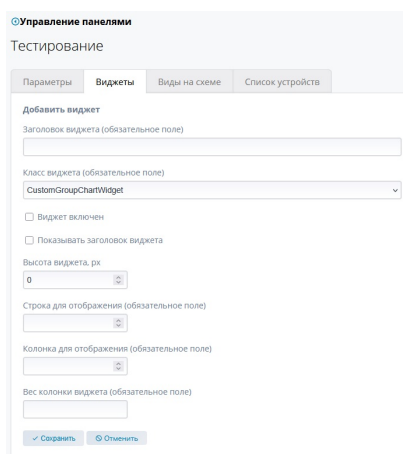 Управление панелями
Тестирование
Параметры Виджеты Виды на схеме Список устройств
Добавить виджет
Заголовок виджета (обязательное поле)
Класс виджета (обязательное поле)
CustomGroupChartWidget
Виджет включен
Показывать заголовок виджета
Высота виджета, px
0
Строка для отображения (обязательное поле)
Колонка для отображения (обязательное поле)
Вес колонки виджета (обязательное поле)
Сохранить Отменить